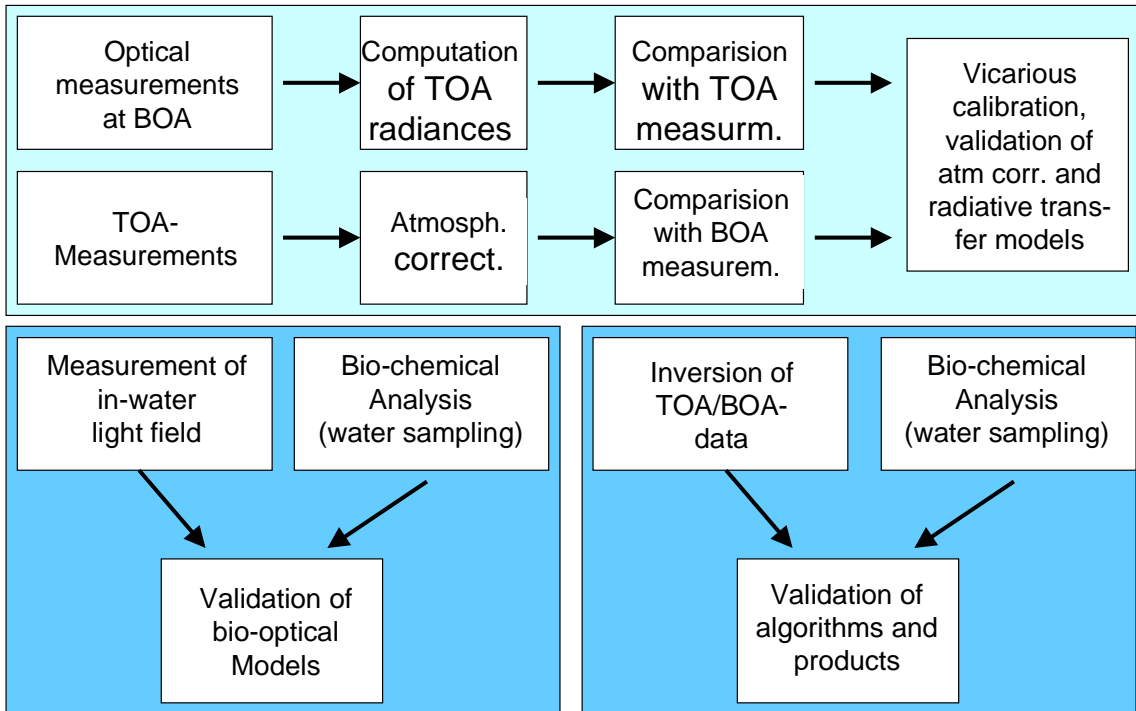 Optical
measurements
at BOA
Computation
of TOA
radiances
Comparision
with TOA
measurm.
Vicarious
calibration,
validation of
atm corr. and
radiative trans-
fer models
TOA-
Measurements
Atmosph.
correct.
Comparision
with BOA
measurem.
Measurement of
in-water
light field
Bio-chemical
Analysis
(water sampling)
Validation of
bio-optical
Models
Inversion of
TOA/BOA-
data
Bio-chemical
Analysis
(water sampling)
Validation of
algorithms and
products